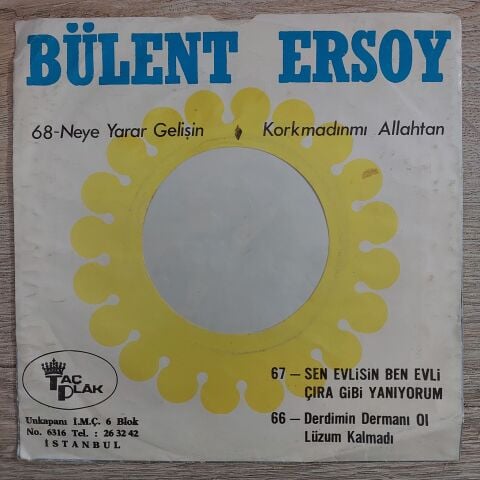 BÜLENT ERSOY
68-Neye Yarar Gelişin Korkmadınmı Allahtan
67 – SEN EVLİSİN BEN EVLİ
ÇIRA GİBİ YANIYORUM
66 – Derdimin Dermanı Ol
Lüzum Kalmadı
TAÇ
PLAK
Unkapanı İ.M.Ç. 6 Blok
No. 6316 Tel. : 26 32 42
İSTANBUL